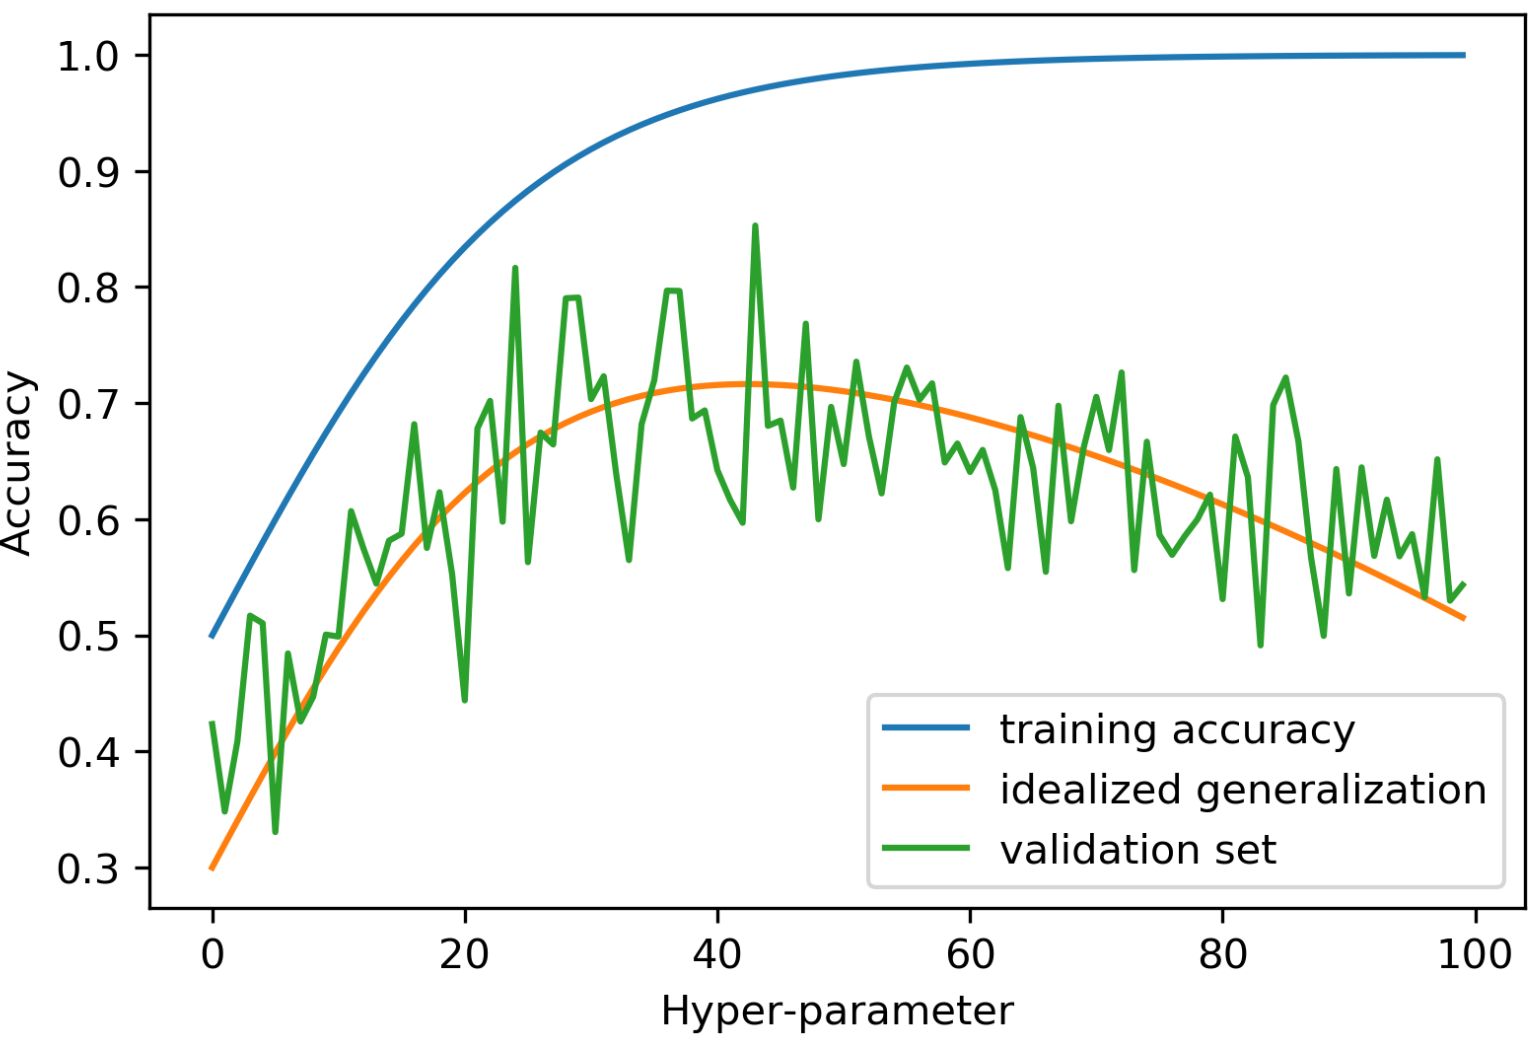 1.0
0.9
0.8
0.7
0.6
0.5
0.4
0.3
Accuracy
training accuracy
idealized generalization
validation set
0 20 40 60 80 100
Hyper-parameter